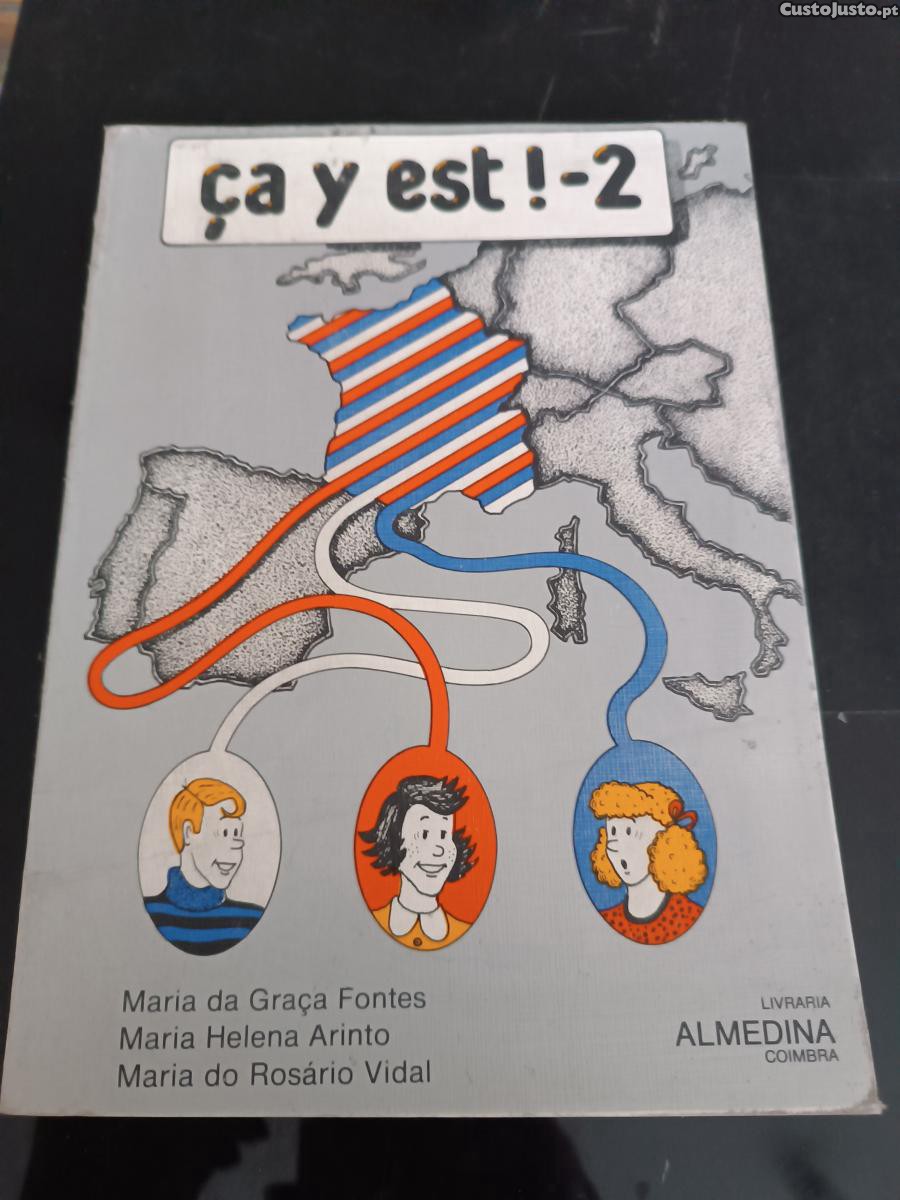 CustoJusto.pt
ça y est ! - 2
Maria da Graça Fontes
Maria Helena Arinto
Maria do Rosário Vidal
LIVRARIA
ALMEDINA
COIMBRA